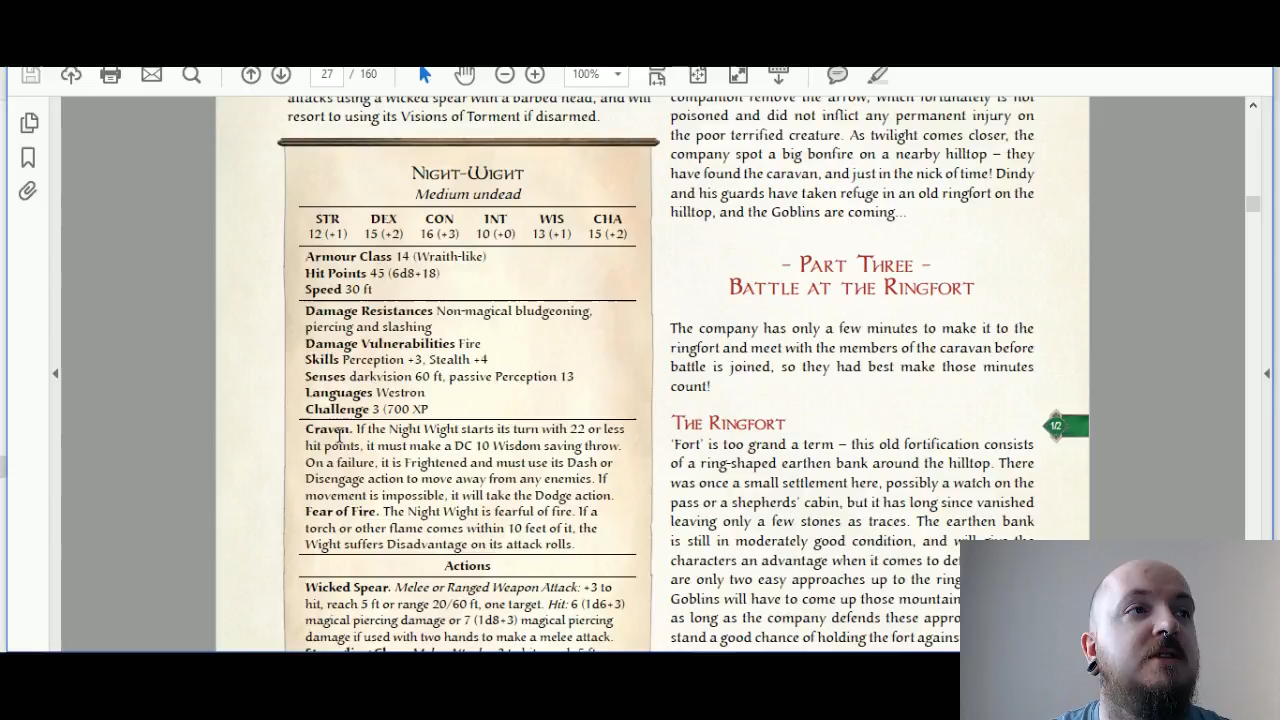 27 / 160
100%
attacks using a wicked spear with a barbed head, and will
resort to using its Visions of Torment if disarmed.
Night-Wight
Medium undead
STR DEX CON INT WIS CHA
12 (+1) 15 (+2) 16 (+3) 10 (+0) 13 (+1) 15 (+2)
Armour Class 14 (Wraith-like)
Hit Points 45 (6d8+18)
Speed 30 ft
Damage Resistances Non-magical bludgeoning,
piercing and slashing
Damage Vulnerabilities Fire
Skills Perception +3, Stealth +4
Senses darkvision 60 ft, passive Perception 13
Languages Westron
Challenge 3 (700 XP
Craven. If the Night Wight starts its turn with 22 or less
hit points, it must make a DC 10 Wisdom saving throw.
On a failure, it is Frightened and must use its Dash or
Disengage action to move away from any enemies. If
movement is impossible, it will take the Dodge action.
Fear of Fire. The Night Wight is fearful of fire. If a
torch or other flame comes within 10 feet of it, the
Wight suffers Disadvantage on its attack rolls.
Actions
Wicked Spear. Melee or Ranged Weapon Attack: +3 to
hit, reach 5 ft or range 20/60 ft, one target. Hit: 6 (1d6+3)
magical piercing damage or 7 (1d8+3) magical piercing
damage if used with two hands to make a melee attack.
companion remove the arrow, which fortunately is not
poisoned and did not inflict any permanent injury on
the poor terrified creature. As twilight comes closer, the
company spot a big bonfire on a nearby hilltop – they
have found the caravan, and just in the nick of time! Dindy
and his guards have taken refuge in an old ringfort on the
hilltop, and the Goblins are coming...
- Part Three -
Battle at the Ringfort
The company has only a few minutes to make it to the
ringfort and meet with the members of the caravan before
battle is joined, so they had best make those minutes
count!
The Ringfort
'Fort' is too grand a term – this old fortification consists
of a ring-shaped earthen bank around the hilltop. There
was once a small settlement here, possibly a watch on the
pass or a shepherds' cabin, but it has long since vanished
leaving only a few stones as traces. The earthen bank
is still in moderately good condition, and will give the
characters an advantage when it comes to
are only two easy approaches up to the
Goblins will have to come up those
as long as the company defends these
stand a good chance of holding the fort
1/2